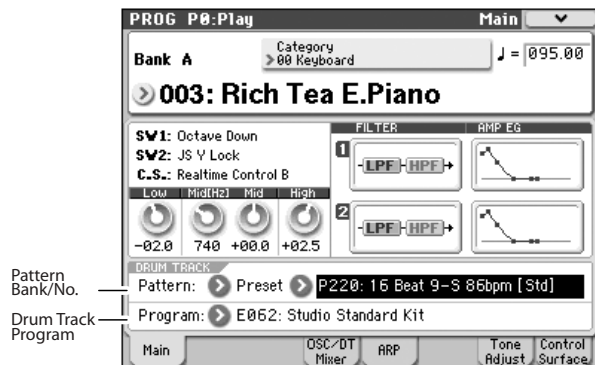 PROG P0:Play Main
Bank A
Category
00 Keyboard
♩ = 095.00
003: Rich Tea E.Piano
SW1: Octave Down
SW2: JS Y Lock
C.S.: Realtime Control B
Low Mid[Hz] Mid High
-02.0 740 +00.0 +02.5
FILTER AMP EG
1 LPF HPF
2 LPF HPF
DRUM TRACK
Pattern Bank/No.
Pattern: Preset P220: 16 Beat 9-S 86bpm [Std]
Drum Track Program
Program: E062: Studio Standard Kit
Main OSC/DT Mixer ARP Tone Adjust Control Surface